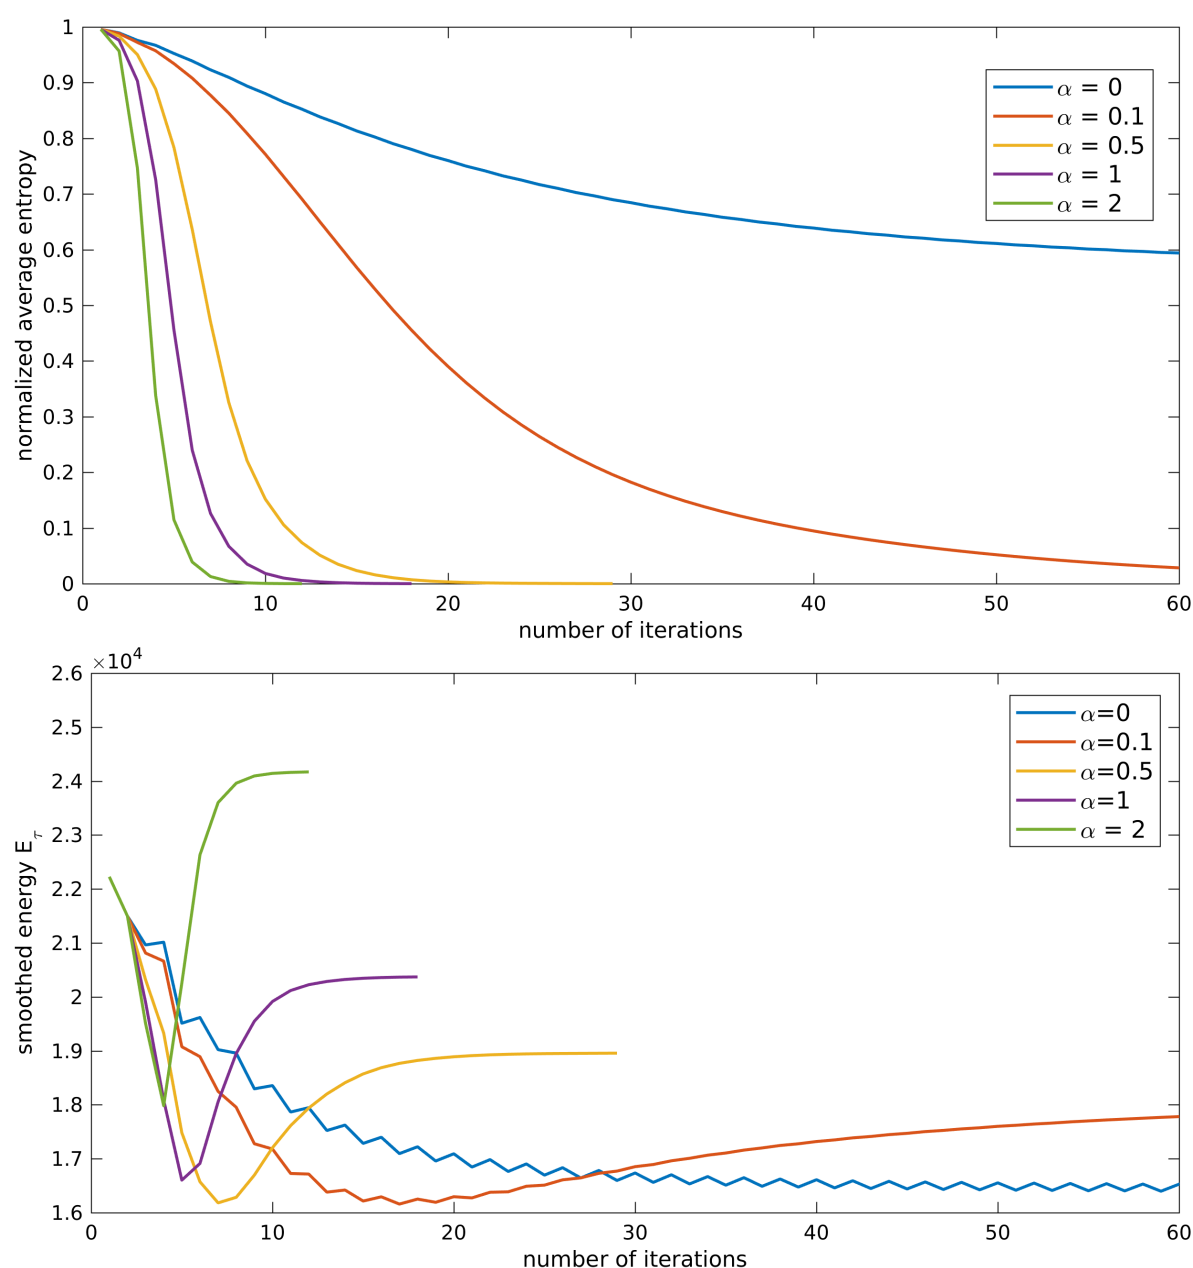 1
0.9
0.8
0.7
0.6
0.5
0.4
0.3
0.2
0.1
0
normalized average entropy
α = 0
α = 0.1
α = 0.5
α = 1
α = 2
0 10 20 30 40 50 60
number of iterations
×10⁴
2.6
2.5
2.4
2.3
2.2
2.1
2
1.9
1.8
1.7
1.6
smoothed energy E_τ
α=0
α=0.1
α=0.5
α=1
α = 2
0 10 20 30 40 50 60
number of iterations